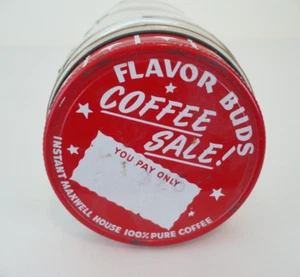 FLAVOR BUDS
COFFEE
SALE!
YOU PAY ONLY
INSTANT MAXWELL HOUSE 100% PURE COFFEE